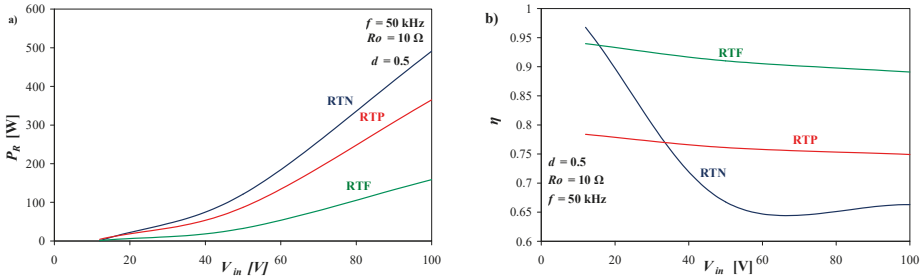 a)
f = 50 kHz
Ro = 10 Ω
d = 0.5
600
500
400
300
200
100
0
P_R [W]
RTN
RTP
RTF
0
20
40
60
80
100
V_in [V]
b)
1
0.95
0.9
0.85
0.8
0.75
0.7
0.65
0.6
η
RTF
RTP
RTN
d = 0.5
Ro = 10 Ω
f = 50 kHz
0
20
40
60
80
100
V_in [V]